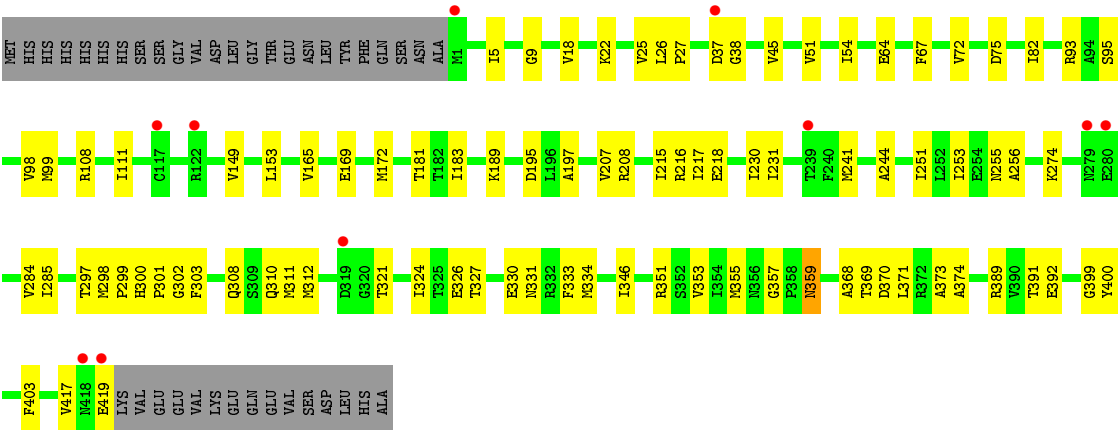 MET HIS HIS HIS HIS HIS HIS SER SER GLY VAL ASP LEU GLY THR GLU ASN LEU TYR PHE GLN SER ASN ALA M1 I5 G9 V18 K22 V25 L26 P27 D37 G38 V45 V51 I54 E64 F67 V72 D75 I82 R93 A94 S95
V98 M99 R108 I111 C117 R122 V149 L153 V165 E169 M172 T181 T182 I183 K189 D195 L196 A197 V207 R208 I215 R216 I217 E218 I230 I231 T239 F240 M241 A244 I251 L252 I253 E254 N255 A256 K274 N279 E280
V284 I285 T297 M298 P299 H300 P301 G302 F303 Q308 S309 Q310 M311 M312 D319 G320 T321 I324 T325 E326 T327 E330 N331 R332 F333 M334 I346 R351 S352 V353 I354 M355 N356 G357 P358 N359 A368 T369 D370 L371 R372 A373 A374 R389 V390 T391 E392 G399 Y400
F403 V417 N418 E419 LYS VAL GLU GLU VAL LYS GLU GLN GLU VAL SER ASP LEU HIS ALA